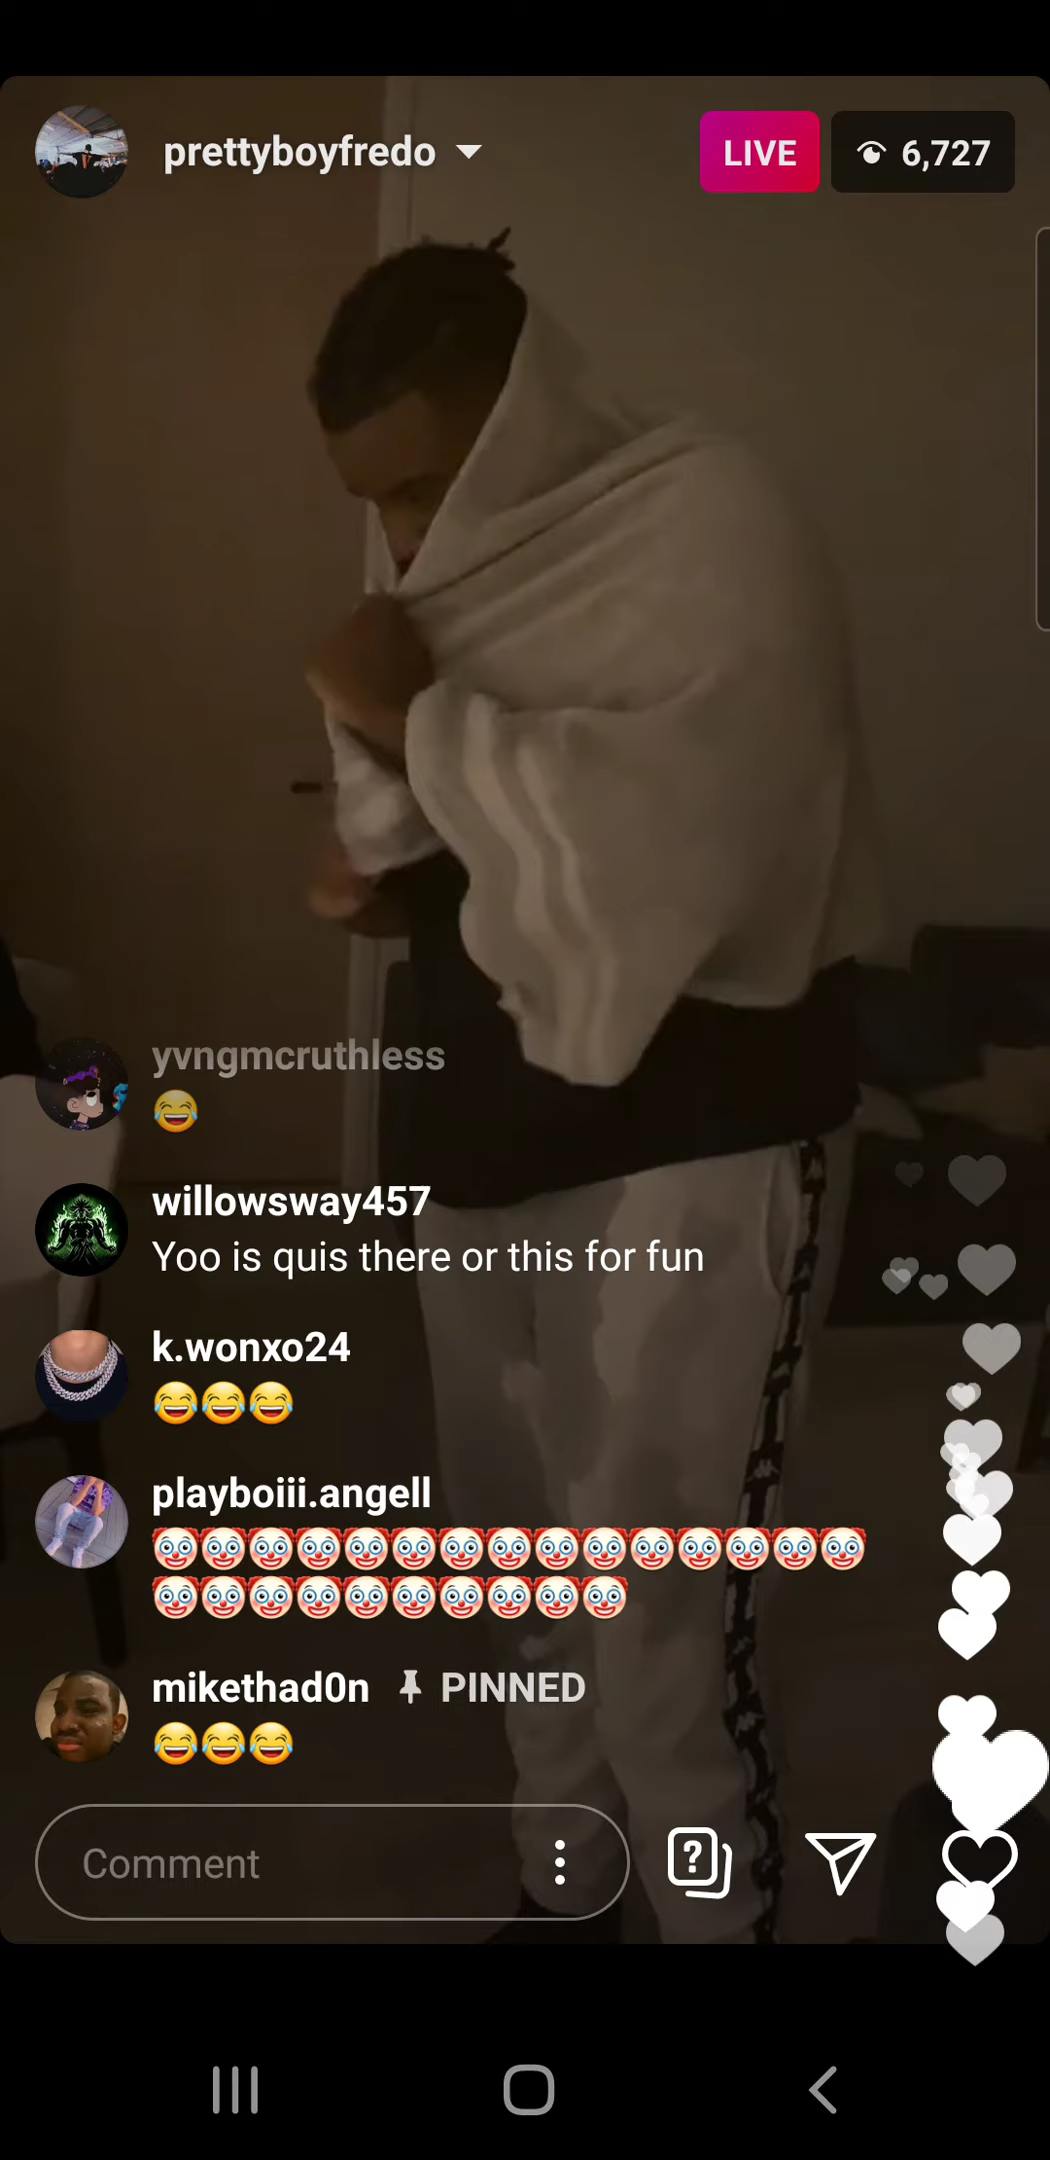 prettyboyfredo
LIVE
6,727
yvngmcruthless
😂
willowsway457
Yoo is quis there or this for fun
k.wonxo24
😂😂😂
playboiii.angell
🤡🤡🤡🤡🤡🤡🤡🤡🤡🤡🤡🤡🤡🤡🤡
🤡🤡🤡🤡🤡🤡🤡🤡🤡🤡
mikethad0n PINNED
😂😂😂
Comment